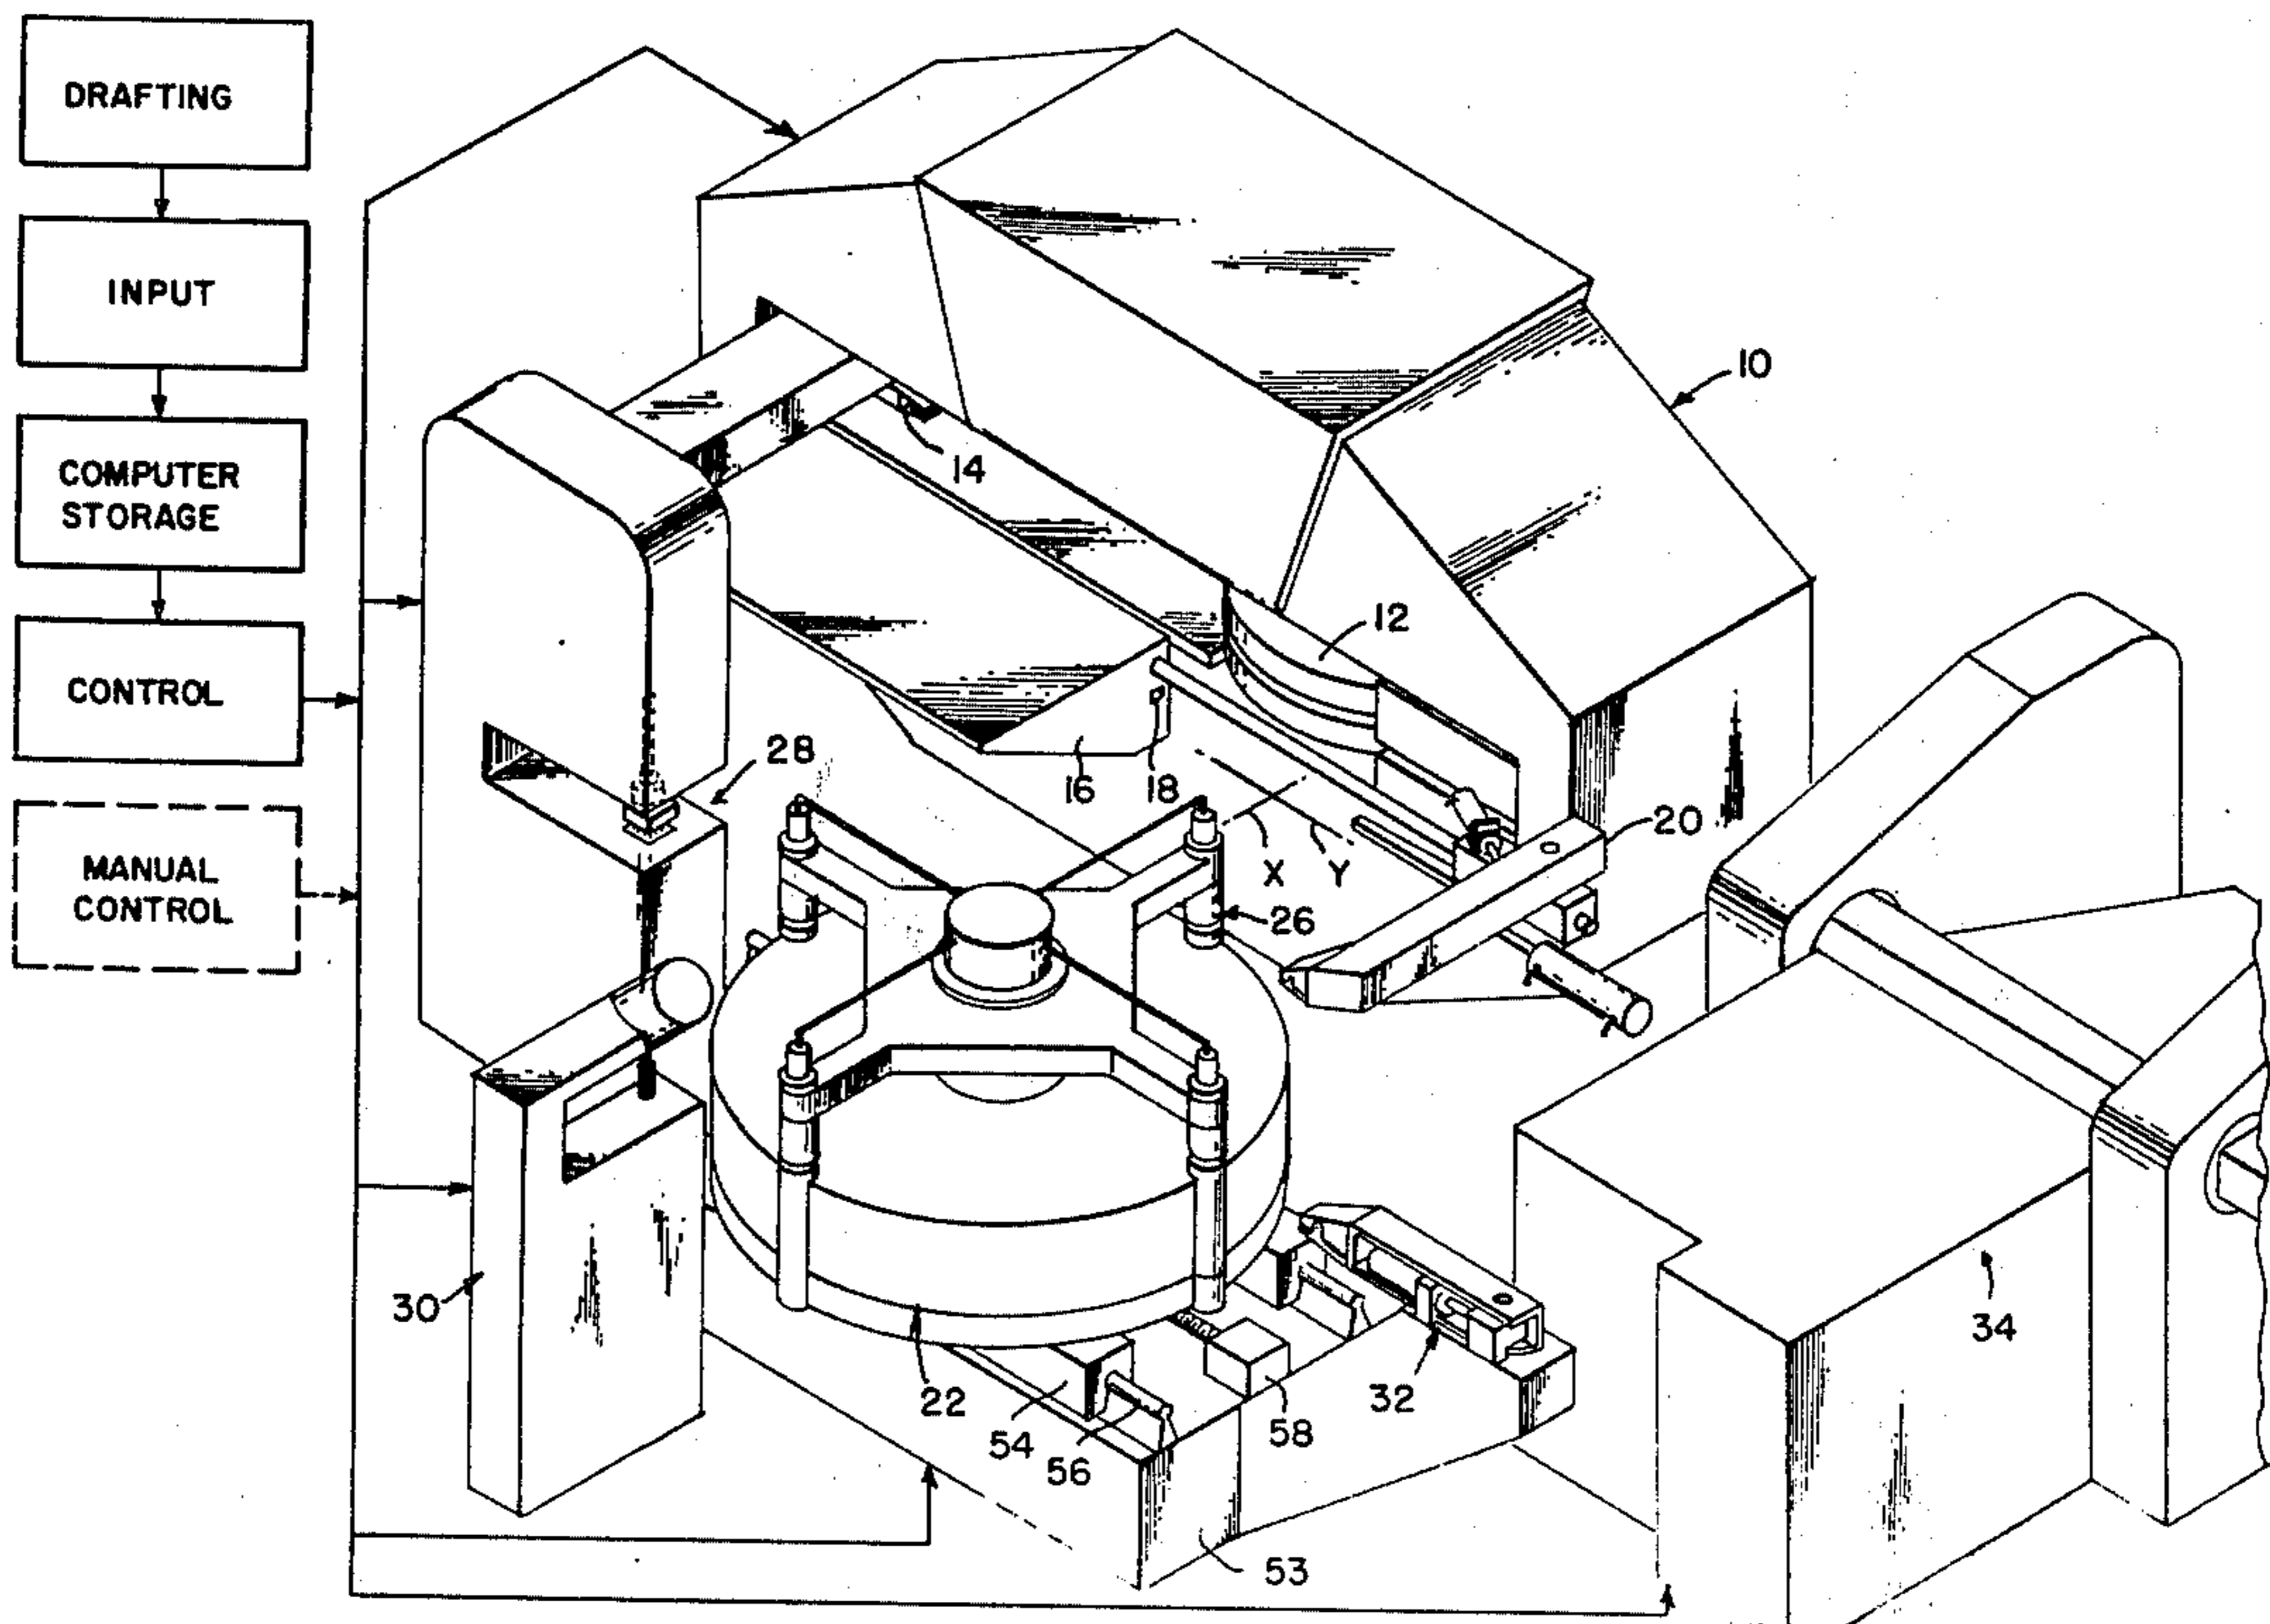 DRAFTING
INPUT
COMPUTER
STORAGE
CONTROL
MANUAL
CONTROL
10
14
12
28
16
18
20
X
Y
26
30
22
54
56
58
32
34
53